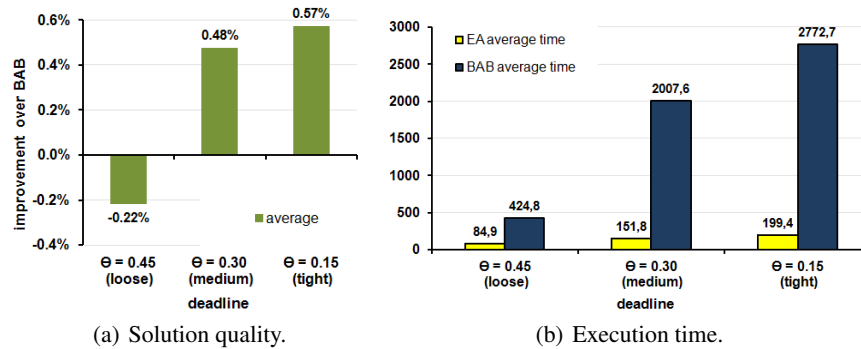 0.6%
0.4%
0.2%
0.0%
-0.2%
-0.4%
improvement over BAB
0.48%
0.57%
-0.22%
average
Θ = 0.45
(loose)
Θ = 0.30
(medium)
Θ = 0.15
(tight)
deadline
(a) Solution quality.
3000
2500
2000
1500
1000
500
0
EA average time
BAB average time
84,9
424,8
151,8
2007,6
199,4
2772,7
Θ = 0.45
(loose)
Θ = 0.30
(medium)
Θ = 0.15
(tight)
deadline
(b) Execution time.